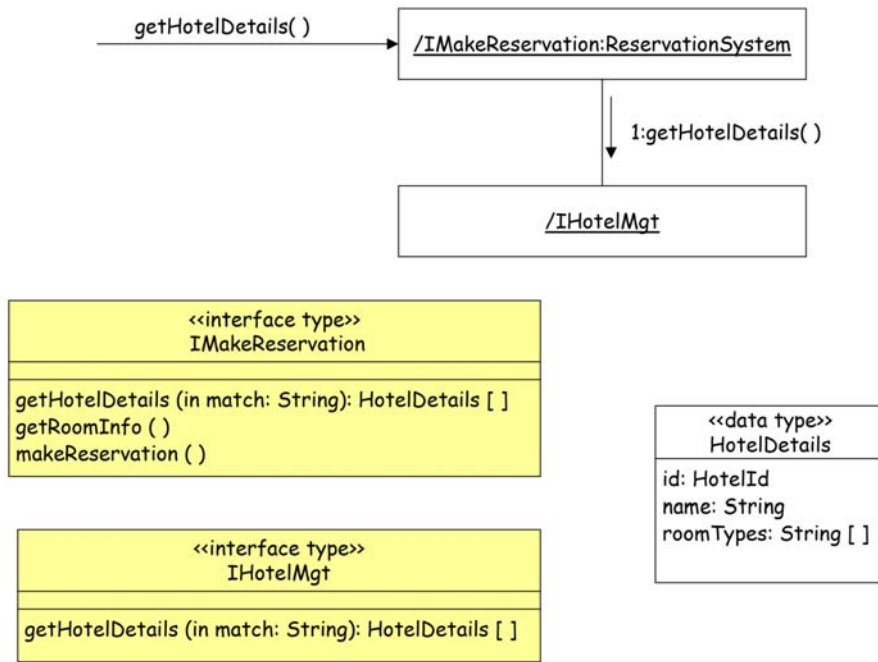 getHotelDetails( )
/IMakeReservation:ReservationSystem
1:getHotelDetails( )
/IHotelMgt
<<interface type>>
IMakeReservation
getHotelDetails (in match: String): HotelDetails [ ]
getRoomInfo ( )
makeReservation ( )
<<data type>>
HotelDetails
id: HotelId
name: String
roomTypes: String [ ]
<<interface type>>
IHotelMgt
getHotelDetails (in match: String): HotelDetails [ ]